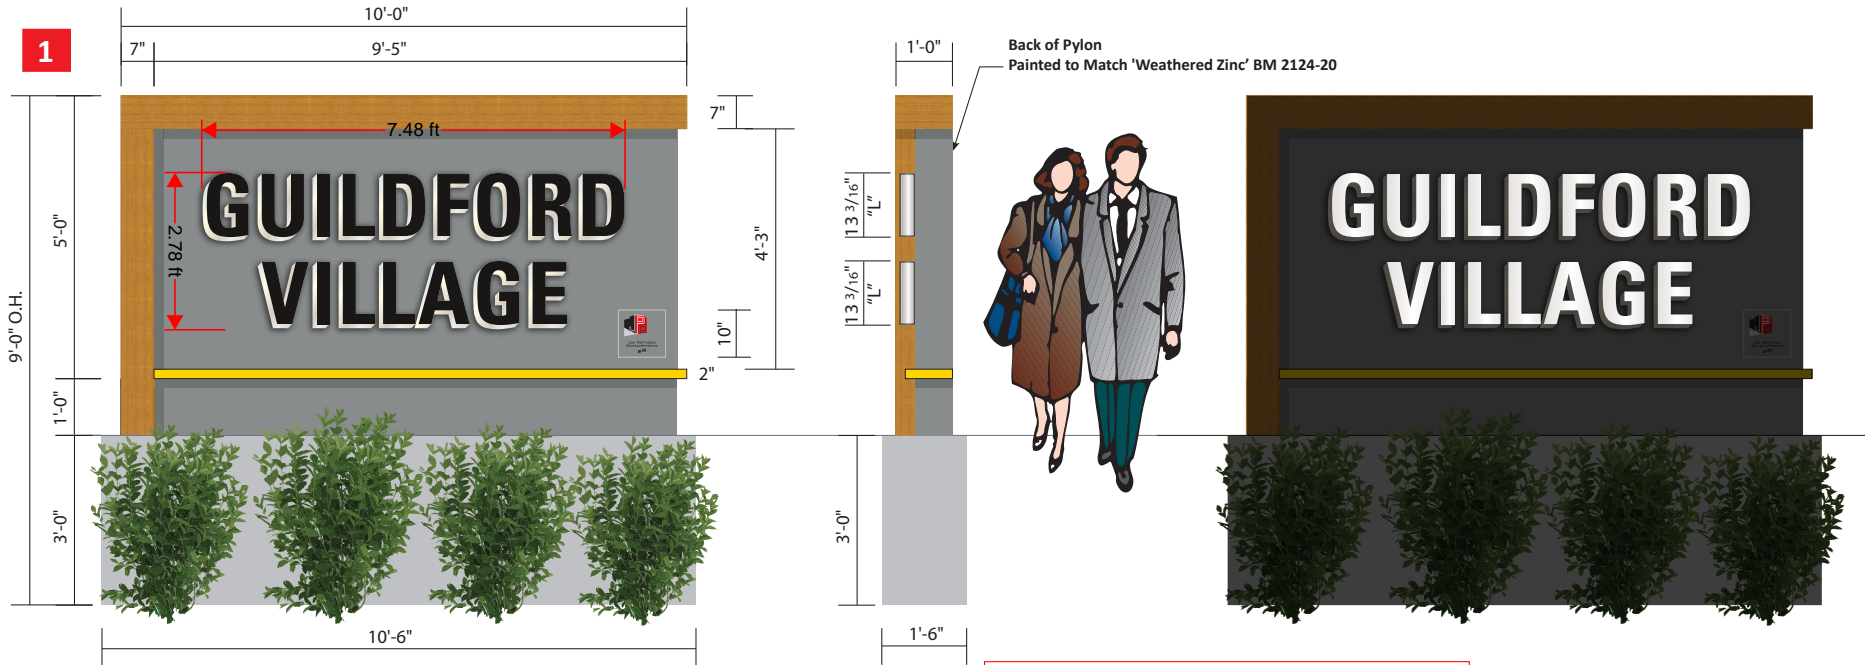 1
10'-0"
7"
9'-5"
1'-0"
Back of Pylon
Painted to Match 'Weathered Zinc' BM 2124-20
7"
7.48 ft
GUILDFORD
VILLAGE
2.78 ft
5'-0"
9'-0" O.H.
4'-3"
10"
2"
1'-0"
3'-0"
10'-6"
13 3/16"
"L"
13 3/16"
"L"
3'-0"
1'-6"
GUILDFORD
VILLAGE